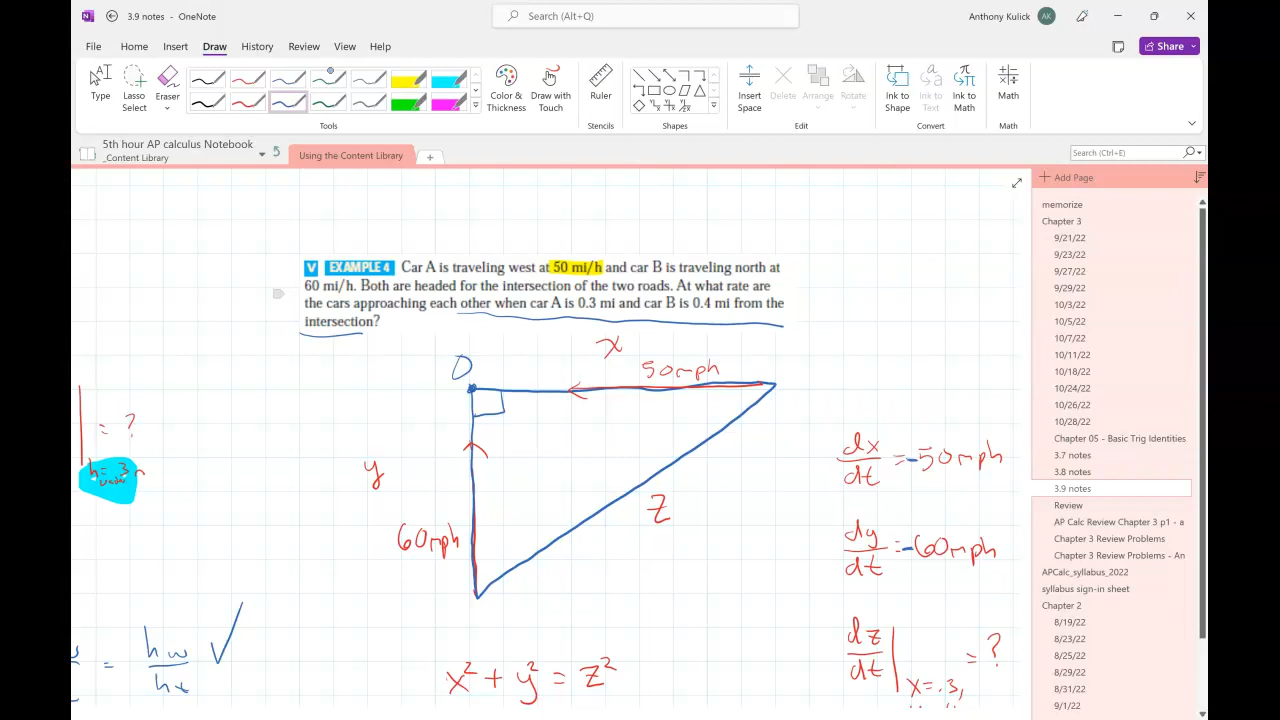 3.9 notes - OneNote
Search (Alt+Q)
Anthony Kulick
AK
File Home Insert Draw History Review View Help
Share
Type
Lasso Select
Eraser
Color & Thickness
Draw with Touch
Ruler
Insert Space
Delete
Arrange
Rotate
Ink to Shape
Ink to Text
Ink to Math
Math
Tools
Stencils
Shapes
Edit
Convert
Math
5th hour AP calculus Notebook
_Content Library
Using the Content Library
Search (Ctrl+E)
V EXAMPLE 4 Car A is traveling west at 50 mi/h and car B is traveling north at
60 mi/h. Both are headed for the intersection of the two roads. At what rate are
the cars approaching each other when car A is 0.3 mi and car B is 0.4 mi from the
intersection?
x
50mph
y
60mph
z
= ?
h = 3m
dx/dt = -50mph
dy/dt = -60mph
dz/dt | = ?
x = .3,
x² + y² = z²
= hw/ht
Add Page
memorize
Chapter 3
9/21/22
9/23/22
9/27/22
9/29/22
10/3/22
10/5/22
10/7/22
10/11/22
10/18/22
10/24/22
10/26/22
10/28/22
Chapter 05 - Basic Trig Identities
3.7 notes
3.8 notes
3.9 notes
Review
AP Calc Review Chapter 3 p1 - a
Chapter 3 Review Problems
Chapter 3 Review Problems - An
APCalc_syllabus_2022
syllabus sign-in sheet
Chapter 2
8/19/22
8/23/22
8/25/22
8/29/22
8/31/22
9/1/22